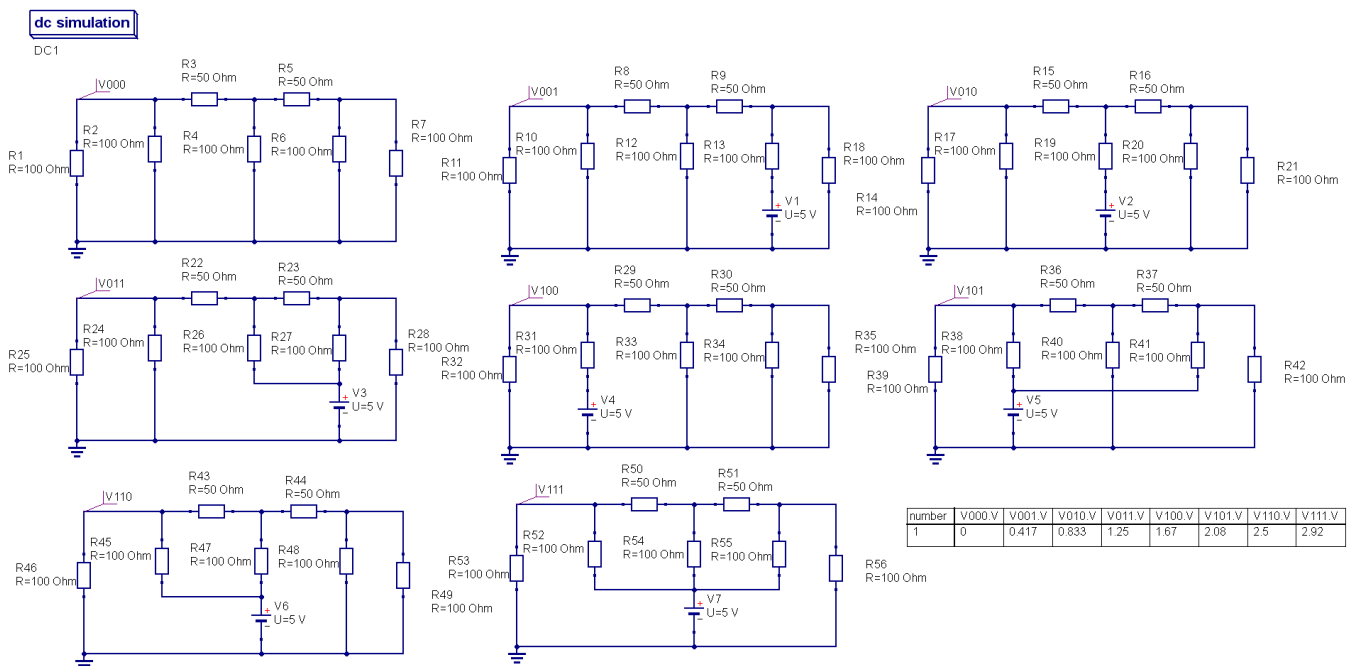 dc simulation
DC1
V000
R3
R=50 Ohm
R5
R=50 Ohm
R1
R=100 Ohm
R2
R=100 Ohm
R4
R=100 Ohm
R6
R=100 Ohm
R7
R=100 Ohm
V001
R8
R=50 Ohm
R9
R=50 Ohm
R11
R=100 Ohm
R10
R=100 Ohm
R12
R=100 Ohm
R13
R=100 Ohm
R18
R=100 Ohm
V1
U=5 V
V010
R15
R=50 Ohm
R16
R=50 Ohm
R14
R=100 Ohm
R17
R=100 Ohm
R19
R=100 Ohm
R20
R=100 Ohm
R21
R=100 Ohm
V2
U=5 V
V011
R22
R=50 Ohm
R23
R=50 Ohm
R25
R=100 Ohm
R24
R=100 Ohm
R26
R=100 Ohm
R27
R=100 Ohm
R28
R=100 Ohm
V3
U=5 V
V100
R29
R=50 Ohm
R30
R=50 Ohm
R32
R=100 Ohm
R31
R=100 Ohm
R33
R=100 Ohm
R34
R=100 Ohm
R35
R=100 Ohm
V4
U=5 V
V101
R36
R=50 Ohm
R37
R=50 Ohm
R39
R=100 Ohm
R38
R=100 Ohm
R40
R=100 Ohm
R41
R=100 Ohm
R42
R=100 Ohm
V5
U=5 V
V110
R43
R=50 Ohm
R44
R=50 Ohm
R46
R=100 Ohm
R45
R=100 Ohm
R47
R=100 Ohm
R48
R=100 Ohm
R49
R=100 Ohm
V6
U=5 V
V111
R50
R=50 Ohm
R51
R=50 Ohm
R53
R=100 Ohm
R52
R=100 Ohm
R54
R=100 Ohm
R55
R=100 Ohm
R56
R=100 Ohm
V7
U=5 V
number V000.V V001.V V010.V V011.V V100.V V101.V V110.V V111.V
1 0 0.417 0.833 1.25 1.67 2.08 2.5 2.92